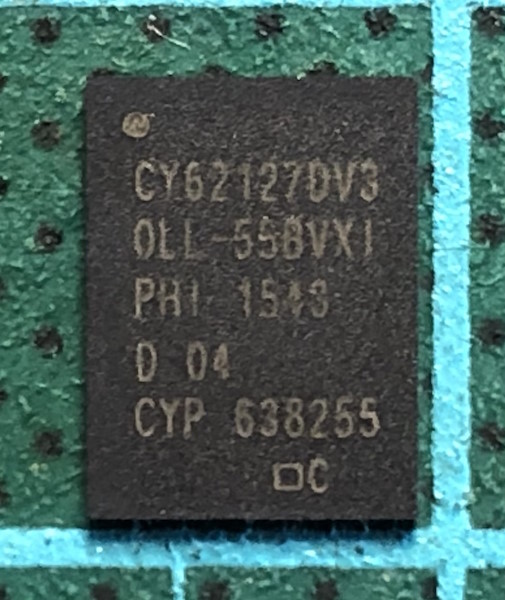 CY62127DV3
0LL-55BVXI
PHI 1543
D 04
CYP 638255
C